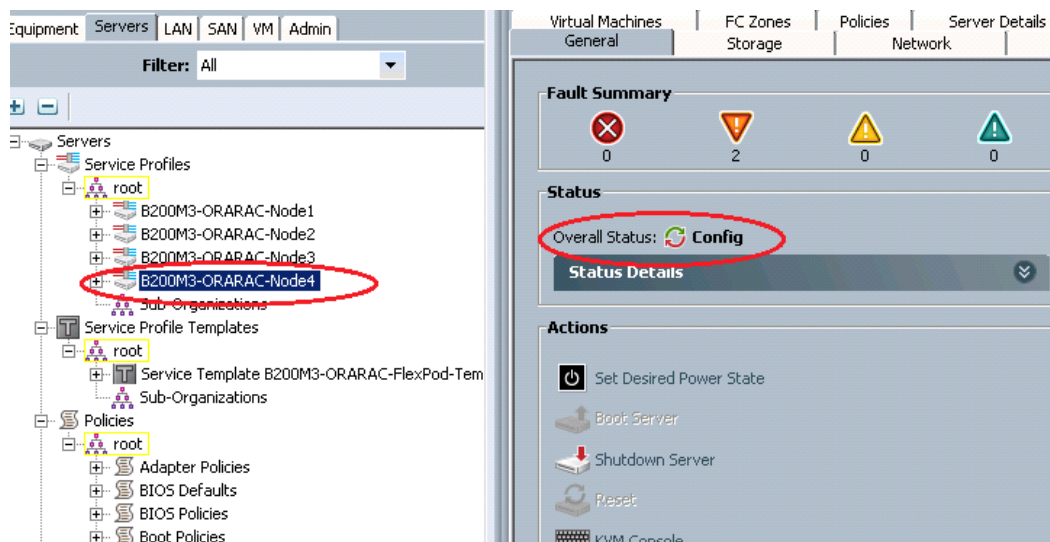 Equipment Servers LAN SAN VM Admin
Filter: All
Servers
Service Profiles
root
B200M3-ORARAC-Node1
B200M3-ORARAC-Node2
B200M3-ORARAC-Node3
B200M3-ORARAC-Node4
Sub-Organizations
Service Profile Templates
root
Service Template B200M3-ORARAC-FlexPod-Tem
Sub-Organizations
Policies
root
Adapter Policies
BIOS Defaults
BIOS Policies
Boot Policies
Virtual Machines FC Zones Policies Server Details
General Storage Network
Fault Summary
0 2 0 0
Status
Overall Status: Config
Status Details
Actions
Set Desired Power State
Boot Server
Shutdown Server
Reset
KVM Console